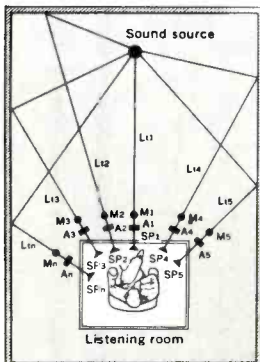 Sound source
Lt1
Lt2
Lt4
Lt3
Lt5
Ltn
M3 M2 M1 M4
A3 A2 A1 A4 M5
SP1
Mn An SP3 SP2 SP4 A5
SPn SP5
Listening room